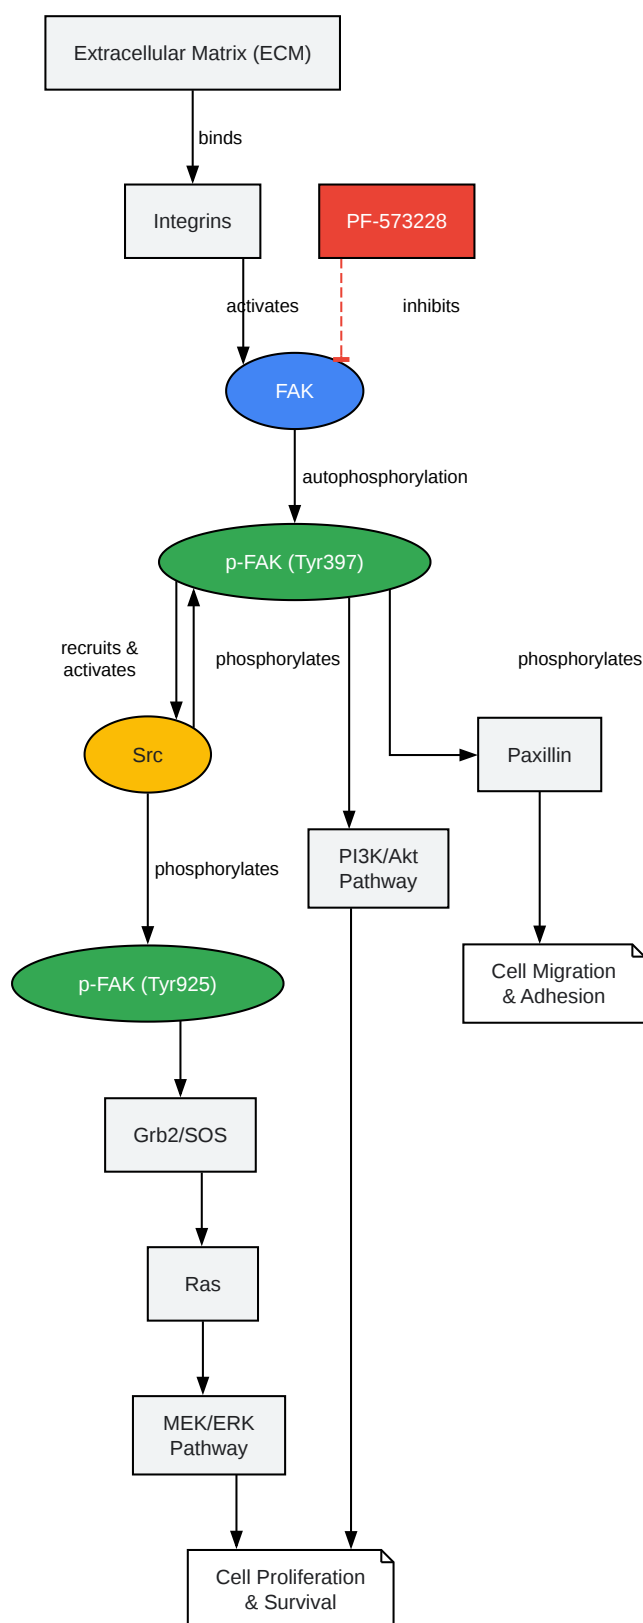 Extracellular Matrix (ECM)
binds
Integrins
PF-573228
activates
inhibits
FAK
autophosphorylation
p-FAK (Tyr397)
recruits &
activates
phosphorylates
phosphorylates
Src
Paxillin
phosphorylates
PI3K/Akt
Pathway
p-FAK (Tyr925)
Cell Migration
& Adhesion
Grb2/SOS
Ras
MEK/ERK
Pathway
Cell Proliferation
& Survival